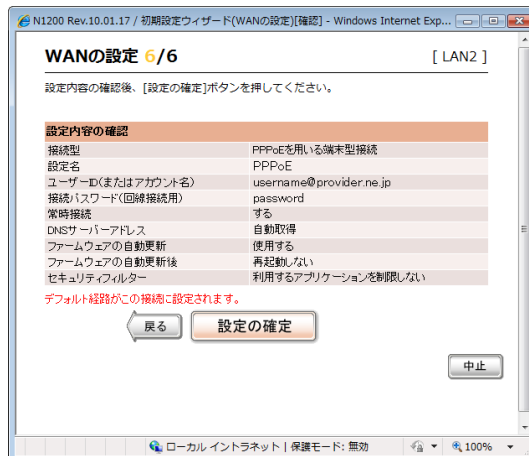 N1200 Rev.10.01.17 / 初期設定ウィザード(WANの設定)[確認] - Windows Internet Exp...
WANの設定 6/6 [ LAN2 ]
設定内容の確認後、[設定の確定]ボタンを押してください。
設定内容の確認
接続型 PPPoEを用いる端末型接続
設定名 PPPoE
ユーザーID(またはアカウント名) username@provider.ne.jp
接続パスワード(回線接続用) password
常時接続 する
DNSサーバーアドレス 自動取得
ファームウェアの自動更新 使用する
ファームウェアの自動更新後 再起動しない
セキュリティフィルター 利用するアプリケーションを制限しない
デフォルト経路がこの接続に設定されます。
戻る 設定の確定
中止
ローカル イントラネット | 保護モード: 無効 100%